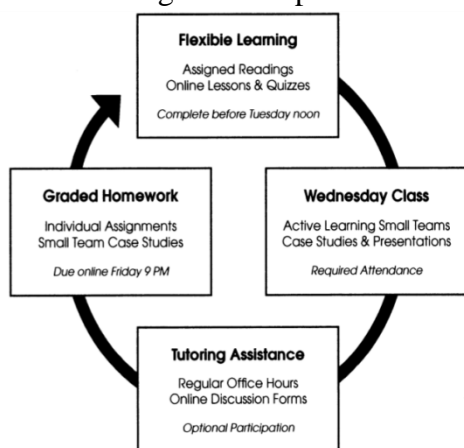 Flexible Learning
Assigned Readings
Online Lessons & Quizzes
Complete before Tuesday noon
Graded Homework
Individual Assignments
Small Team Case Studies
Due online Friday 9 PM
Wednesday Class
Active Learning Small Teams
Case Studies & Presentations
Required Attendance
Tutoring Assistance
Regular Office Hours
Online Discussion Forms
Optional Participation